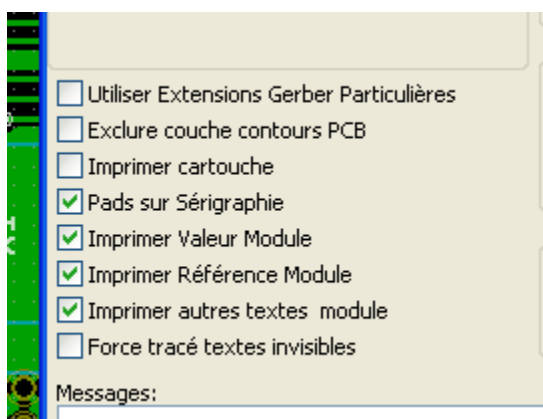 Utiliser Extensions Gerber Particulières
Exclure couche contours PCB
Imprimer cartouche
Pads sur Sérigraphie
Imprimer Valeur Module
Imprimer Référence Module
Imprimer autres textes  module
Force tracé textes invisibles
Messages: